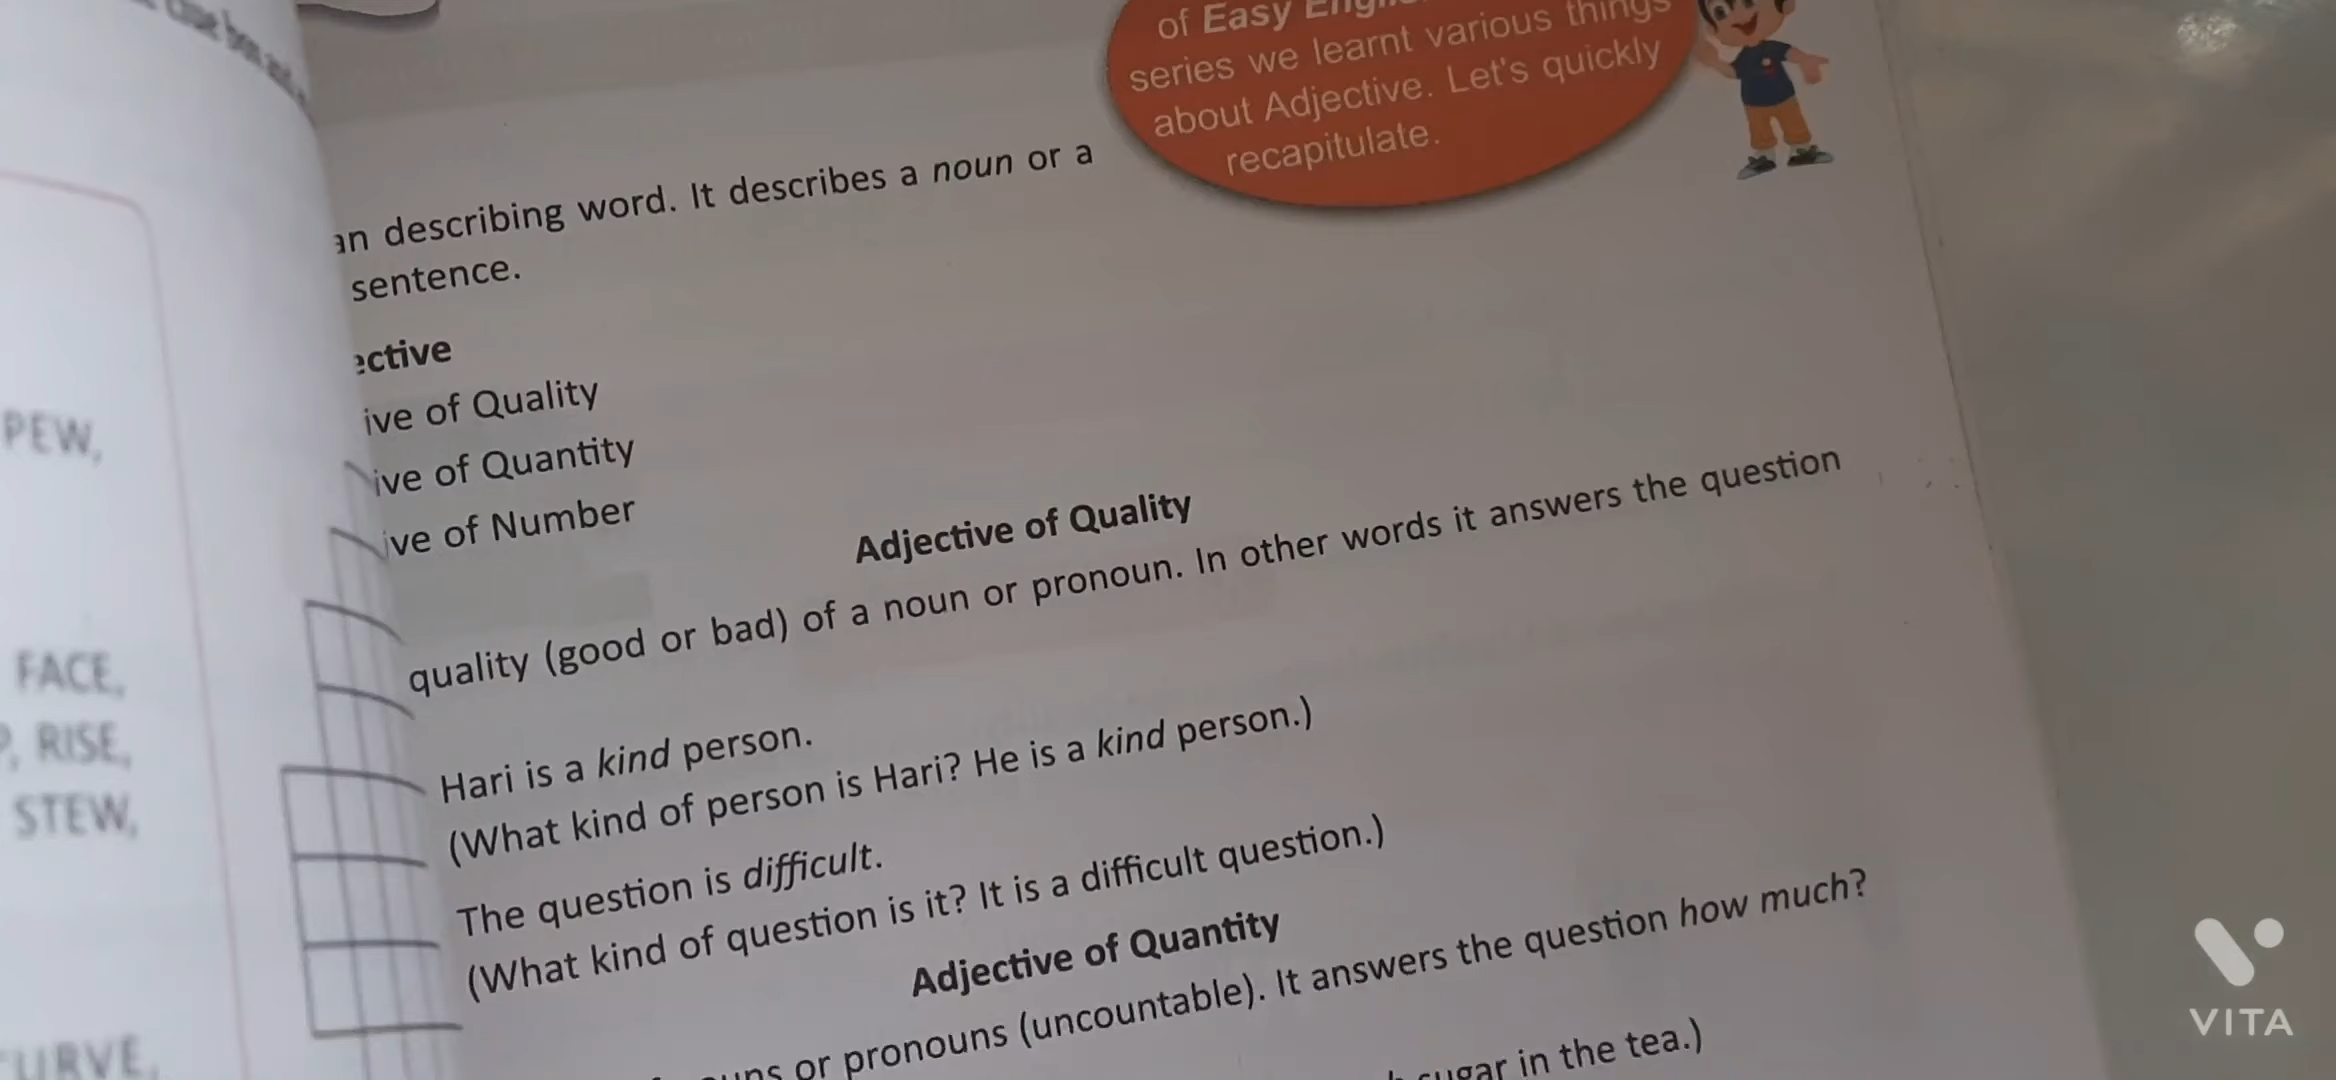 of Easy
series we learnt various things
about Adjective. Let's quickly
recapitulate.
an describing word. It describes a noun or a
sentence.
ective
ive of Quality
ive of Quantity
ive of Number
Adjective of Quality
quality (good or bad) of a noun or pronoun. In other words it answers the question
Hari is a kind person.
(What kind of person is Hari? He is a kind person.)
The question is difficult.
(What kind of question is it? It is a difficult question.)
Adjective of Quantity
or pronouns (uncountable). It answers the question how much?
sugar in the tea.)
PEW,
FACE,
RISE,
STEW,
URVE,
VITA